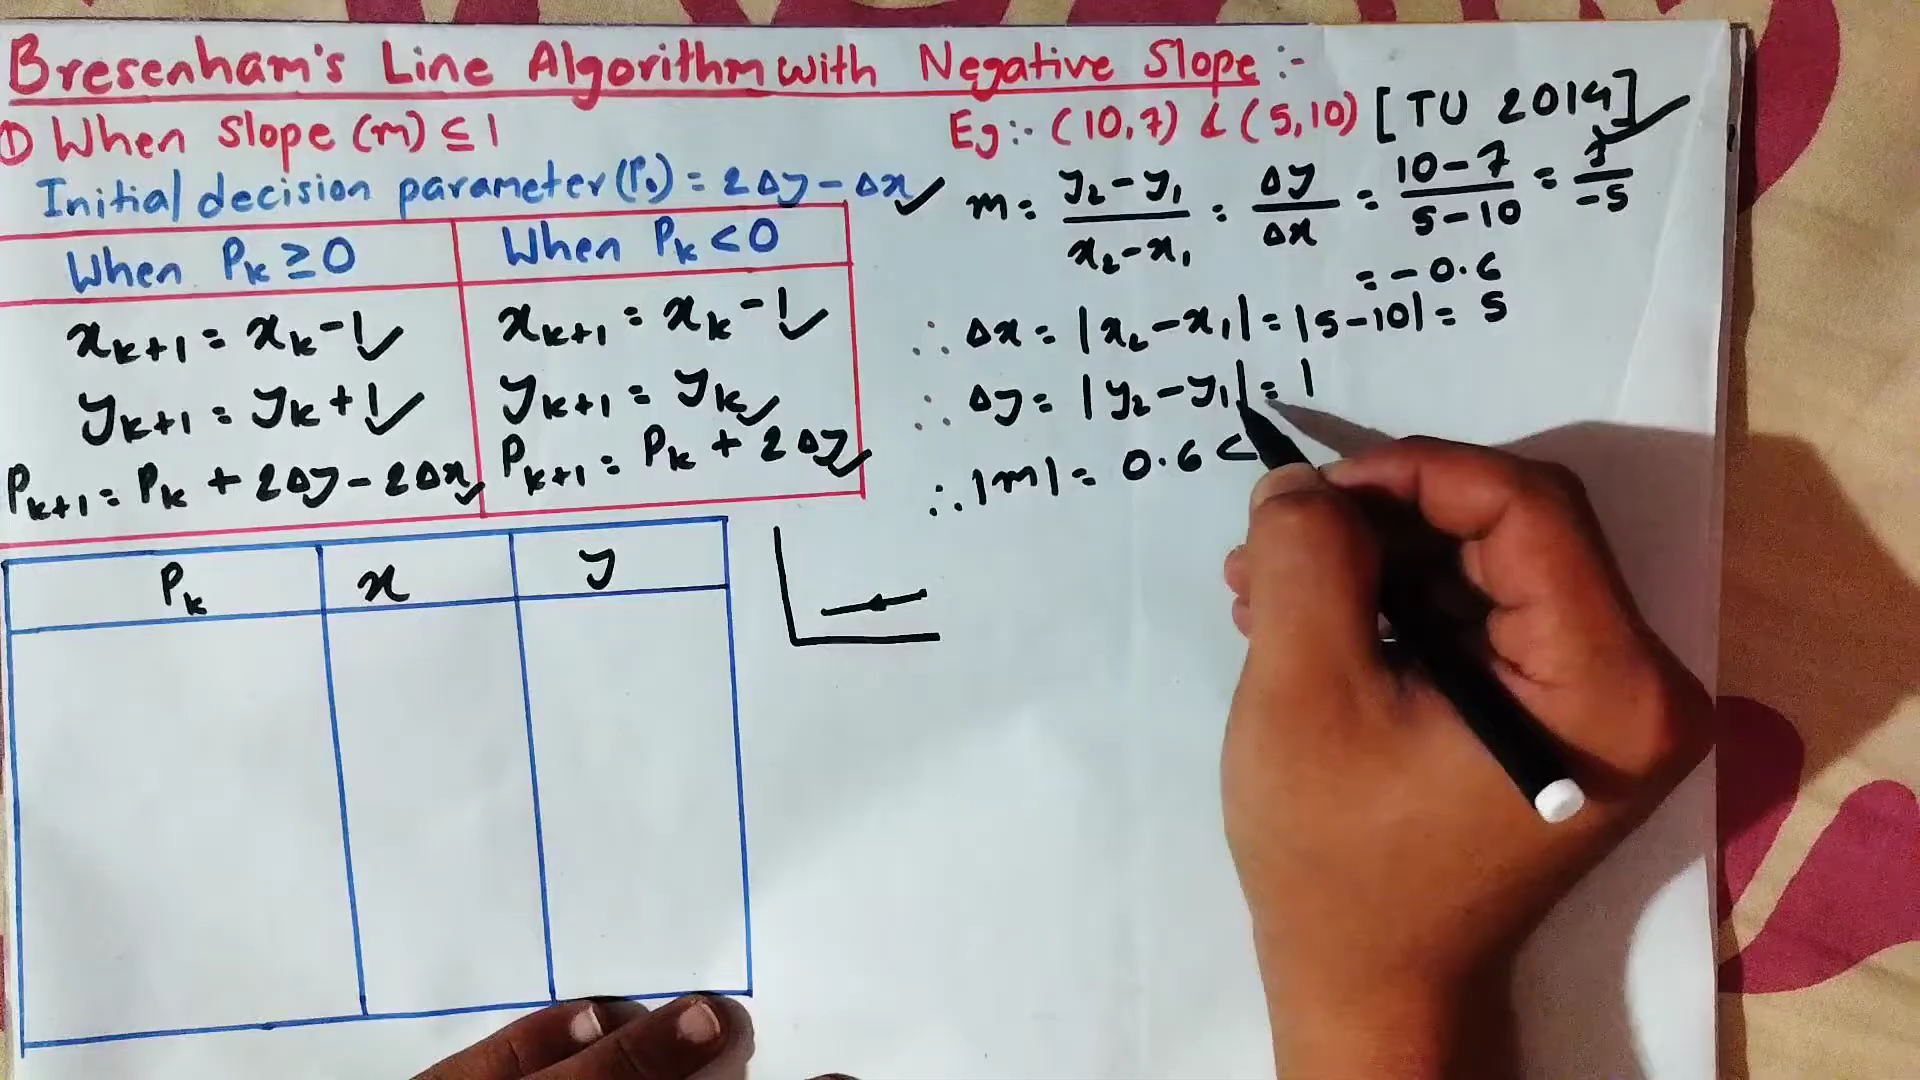 Bresenham's Line Algorithm with Negative Slope :-
① When Slope (m) ≤ 1
Initial decision parameter (P₀) = 2Δy - Δx ✓
When Pk ≥ 0
xk+1 = xk - 1 ✓
yk+1 = yk + 1 ✓
Pk+1 = Pk + 2Δy - 2Δx ✓
When Pk < 0
xk+1 = xk - 1 ✓
yk+1 = yk ✓
Pk+1 = Pk + 2Δy ✓
Pk x y
Eg :- (10,7) & (5,10) [TU 2014] ✓
m = y₂ - y₁ / x₂ - x₁ = Δy / Δx = 10 - 7 / 5 - 10 = 3 / -5
= - 0.6
∴ Δx = |x₂ - x₁| = |5 - 10| = 5
∴ Δy = |y₂ - y₁| = |
∴ |m| = 0.6 <